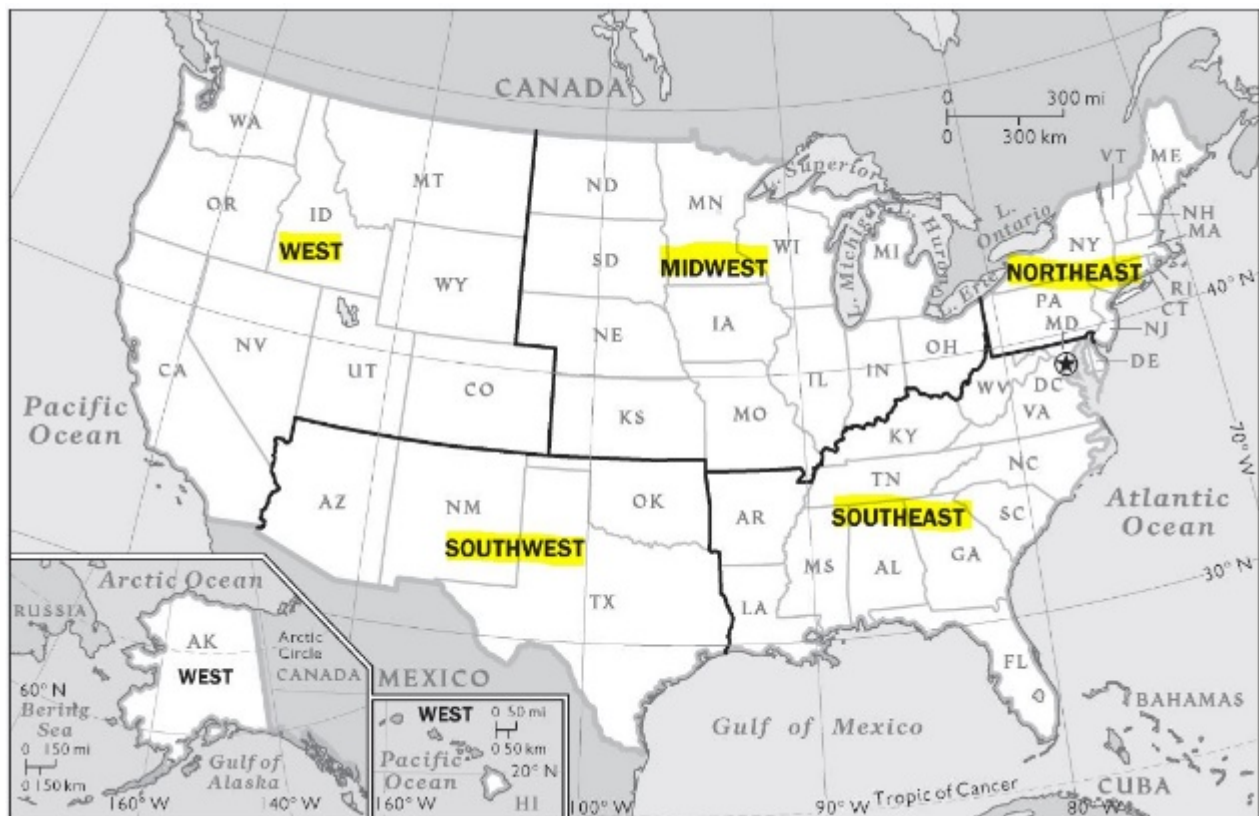 CANADA
0 300 mi
0 300 km
WA
MT
ND
MN
L. Superior
VT
ME
OR
ID
WEST
SD
MIDWEST
WI
L. Michigan
MI
L. Huron
L. Ontario
L. Erie
NY
NORTHEAST
NH
MA
RI
CT
40° N
WY
NE
IA
PA
MD
NJ
DE
NV
CA
UT
CO
KS
MO
IL
IN
OH
WV
DC
VA
KY
70° W
Pacific
Ocean
AZ
NM
OK
SOUTHWEST
TX
AR
TN
NC
SOUTHEAST
SC
MS
AL
GA
LA
FL
Atlantic
Ocean
30° N
Arctic Ocean
RUSSIA
AK
WEST
Arctic
Circle
CANADA
60° N
Bering
Sea
0 150 mi
0 150 km
Gulf of
Alaska
160° W
140° W
MEXICO
WEST
0 50 mi
0 50 km
Pacific
Ocean
20° N
160° W
HI
100° W
Gulf of Mexico
BAHAMAS
90° W
Tropic of Cancer
CUBA
80° W